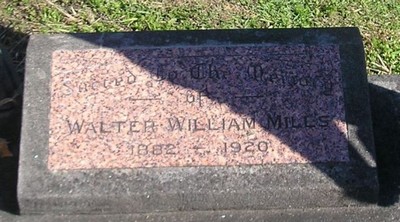 Sacred To The Memory
— of —
WALTER WILLIAM MILLS
1882 – 1920